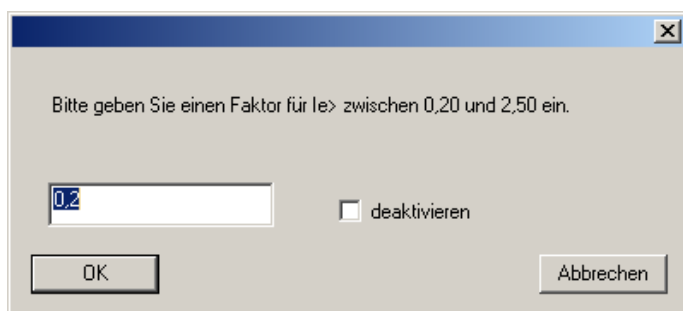 Bitte geben Sie einen Faktor für Ie> zwischen 0,20 und 2,50 ein.
0,2
deaktivieren
OK
Abbrechen